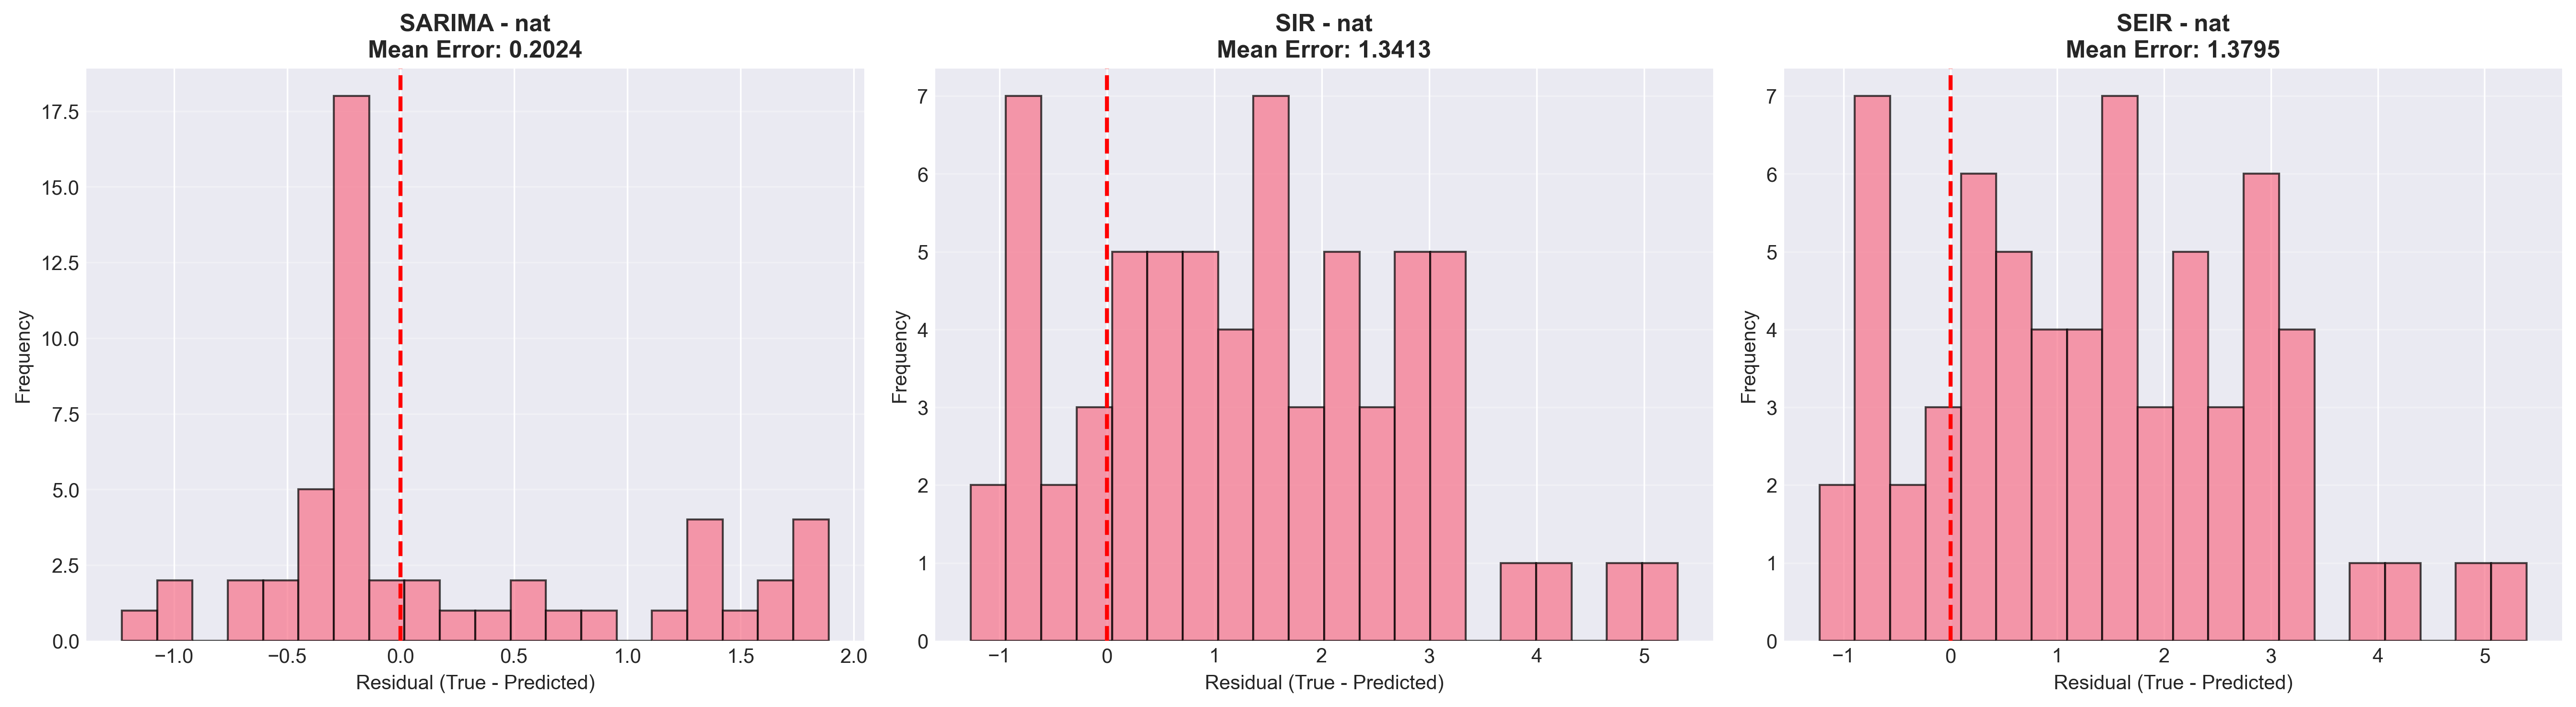 SARIMA - nat
Mean Error: 0.2024
Frequency
17.5
15.0
12.5
10.0
7.5
5.0
2.5
0.0
−1.0 −0.5 0.0 0.5 1.0 1.5 2.0
Residual (True - Predicted)
SIR - nat
Mean Error: 1.3413
Frequency
7
6
5
4
3
2
1
0
−1 0 1 2 3 4 5
Residual (True - Predicted)
SEIR - nat
Mean Error: 1.3795
Frequency
7
6
5
4
3
2
1
0
−1 0 1 2 3 4 5
Residual (True - Predicted)